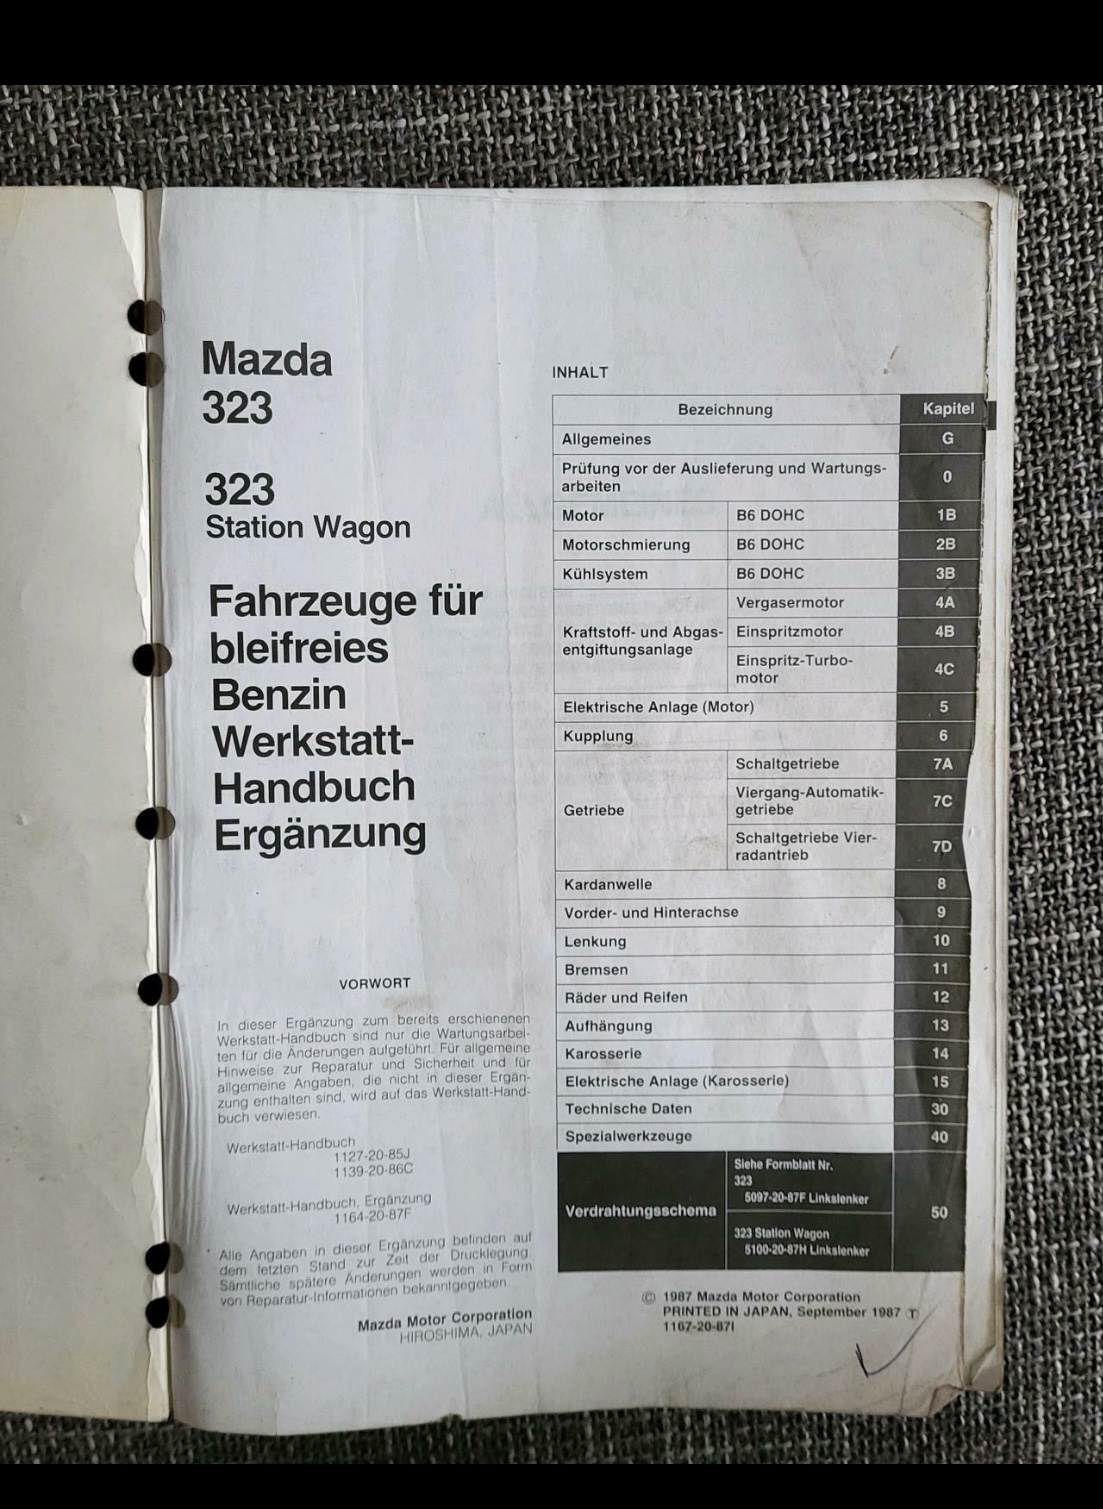 Mazda
323
323
Station Wagon
Fahrzeuge für
bleifreies
Benzin
Werkstatt-
Handbuch
Ergänzung
VORWORT
In dieser Ergänzung zum bereits erschienenen
Werkstatt-Handbuch sind nur die Wartungsarbei-
ten für die Änderungen aufgeführt. Für allgemeine
Hinweise zur Reparatur und Sicherheit und für
allgemeine Angaben, die nicht in dieser Ergän-
zung enthalten sind, wird auf das Werkstatt-Hand-
buch verwiesen.
Werkstatt-Handbuch
1127-20-85J
1139-20-86C
Werkstatt-Handbuch, Ergänzung
1164-20-87F
* Alle Angaben in dieser Ergänzung befinden auf
dem letzten Stand zur Zeit der Drucklegung.
Sämtliche spätere Änderungen werden in Form
von Reparatur-Informationen bekanntgegeben.
Mazda Motor Corporation
HIROSHIMA, JAPAN
INHALT
Bezeichnung Kapitel
Allgemeines G
Prüfung vor der Auslieferung und Wartungs-
arbeiten 0
Motor B6 DOHC 1B
Motorschmierung B6 DOHC 2B
Kühlsystem B6 DOHC 3B
Kraftstoff- und Abgas-
entgiftungsanlage
Vergasermotor 4A
Einspritzmotor 4B
Einspritz-Turbo-
motor 4C
Elektrische Anlage (Motor) 5
Kupplung 6
Getriebe
Schaltgetriebe 7A
Viergang-Automatik-
getriebe 7C
Schaltgetriebe Vier-
radantrieb 7D
Kardanwelle 8
Vorder- und Hinterachse 9
Lenkung 10
Bremsen 11
Räder und Reifen 12
Aufhängung 13
Karosserie 14
Elektrische Anlage (Karosserie) 15
Technische Daten 30
Spezialwerkzeuge 40
Verdrahtungsschema
Siehe Formblatt Nr.
323
5097-20-87F Linkslenker
323 Station Wagon
5100-20-87H Linkslenker
50
© 1987 Mazda Motor Corporation
PRINTED IN JAPAN, September 1987 Ⓣ
1167-20-87I